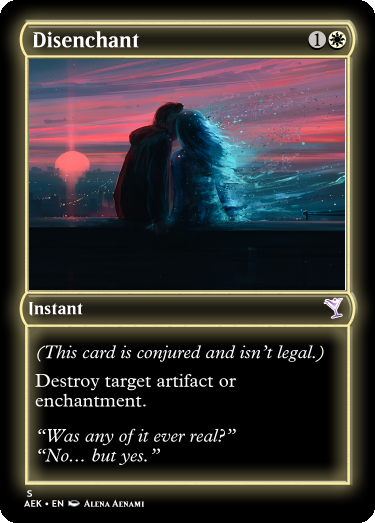 Disenchant 1
Instant
(This card is conjured and isn't legal.)
Destroy target artifact or
enchantment.
“Was any of it ever real?”
“No… but yes.”
S
AEK • EN Alena Aenami